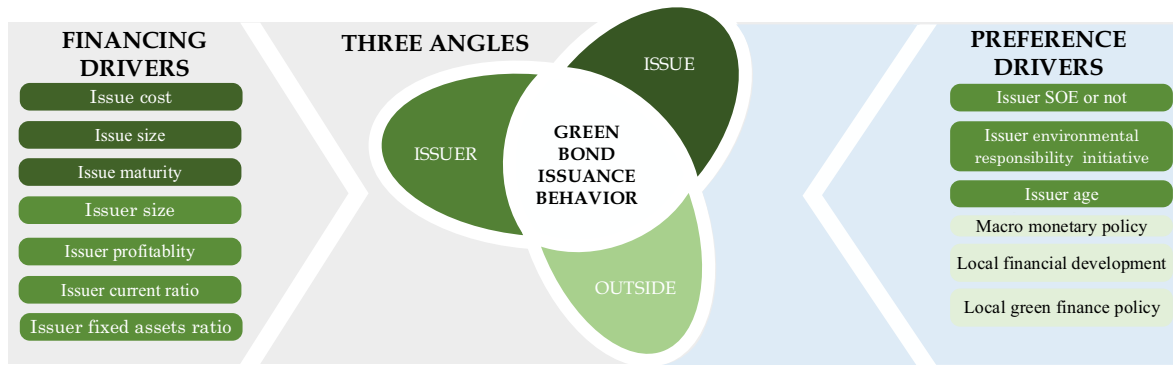 FINANCING
DRIVERS
Issue cost
Issue size
Issue maturity
Issuer size
Issuer profitablity
Issuer current ratio
Issuer fixed assets ratio
THREE ANGLES
ISSUE
ISSUER
GREEN
BOND
ISSUANCE
BEHAVIOR
OUTSIDE
PREFERENCE
DRIVERS
Issuer SOE or not
Issuer environmental
responsibility initiative
Issuer age
Macro monetary policy
Local financial development
Local green finance policy